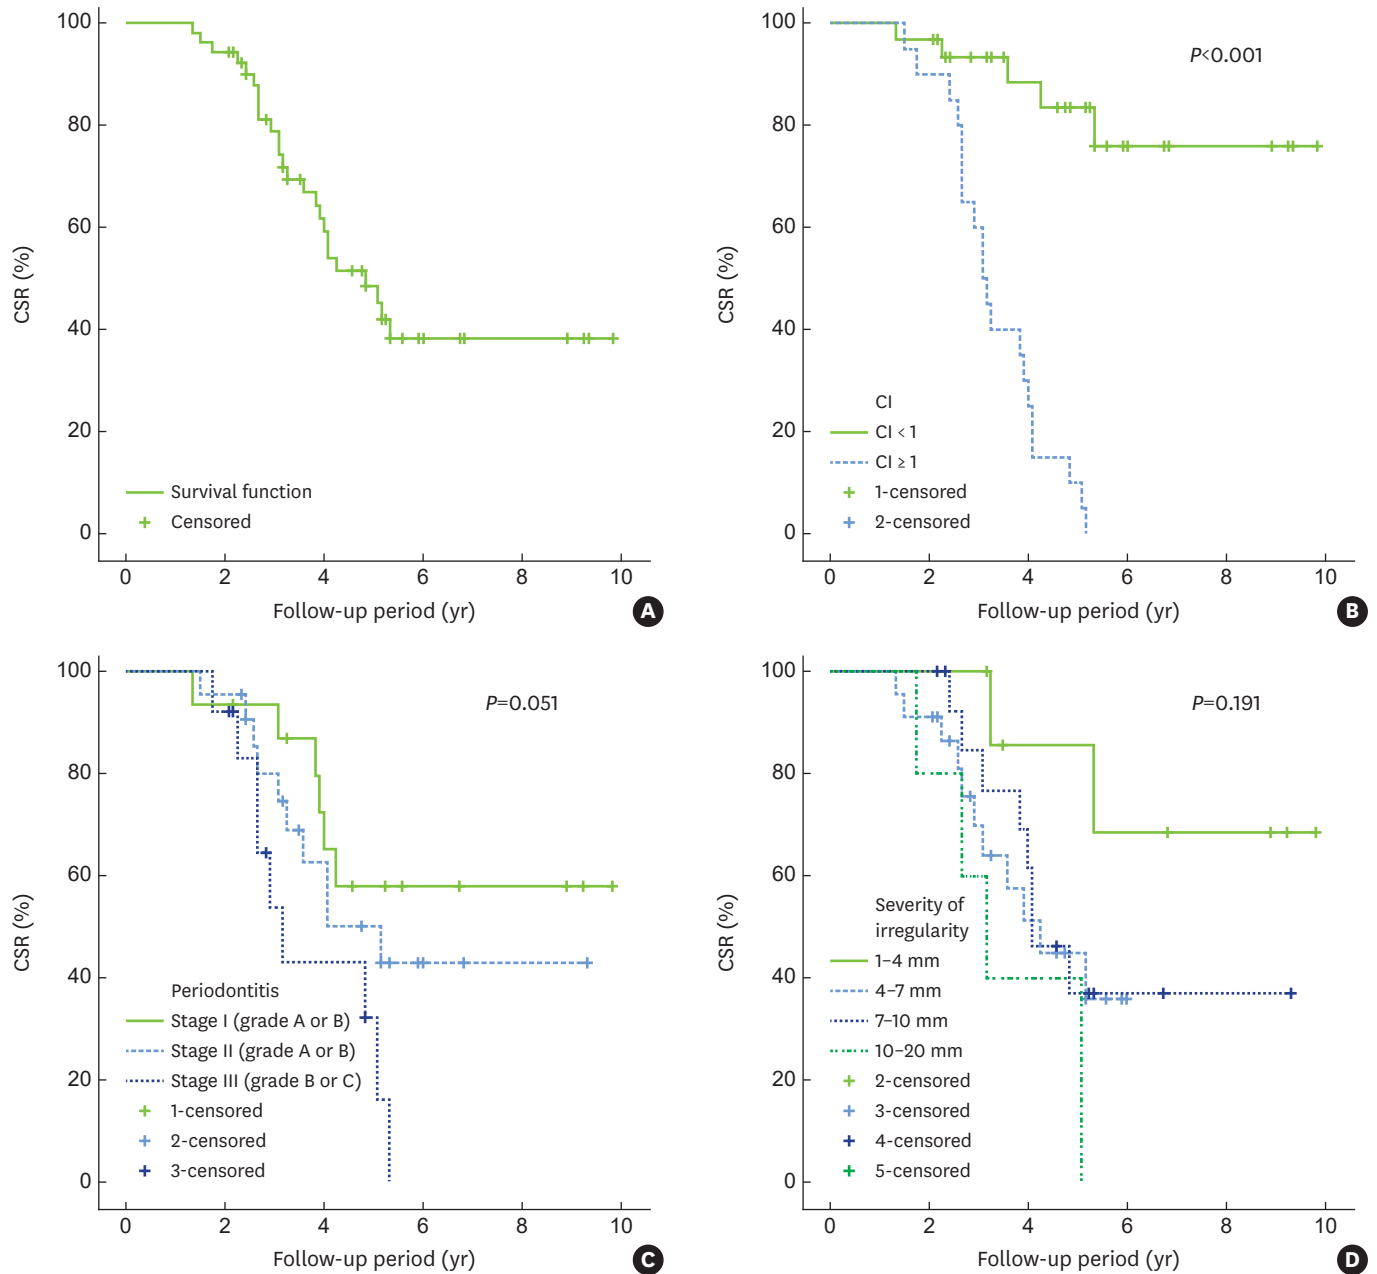 100
80
60
40
20
0
CSR (%)
Survival function
Censored
0 2 4 6 8 10
Follow-up period (yr)
A
100
80
60
40
20
0
CSR (%)
P<0.001
CI
CI < 1
CI ≥ 1
1-censored
2-censored
0 2 4 6 8 10
Follow-up period (yr)
B
100
80
60
40
20
0
CSR (%)
P=0.051
Periodontitis
Stage I (grade A or B)
Stage II (grade A or B)
Stage III (grade B or C)
1-censored
2-censored
3-censored
0 2 4 6 8 10
Follow-up period (yr)
C
100
80
60
40
20
0
CSR (%)
P=0.191
Severity of
irregularity
1–4 mm
4–7 mm
7–10 mm
10–20 mm
2-censored
3-censored
4-censored
5-censored
0 2 4 6 8 10
Follow-up period (yr)
D